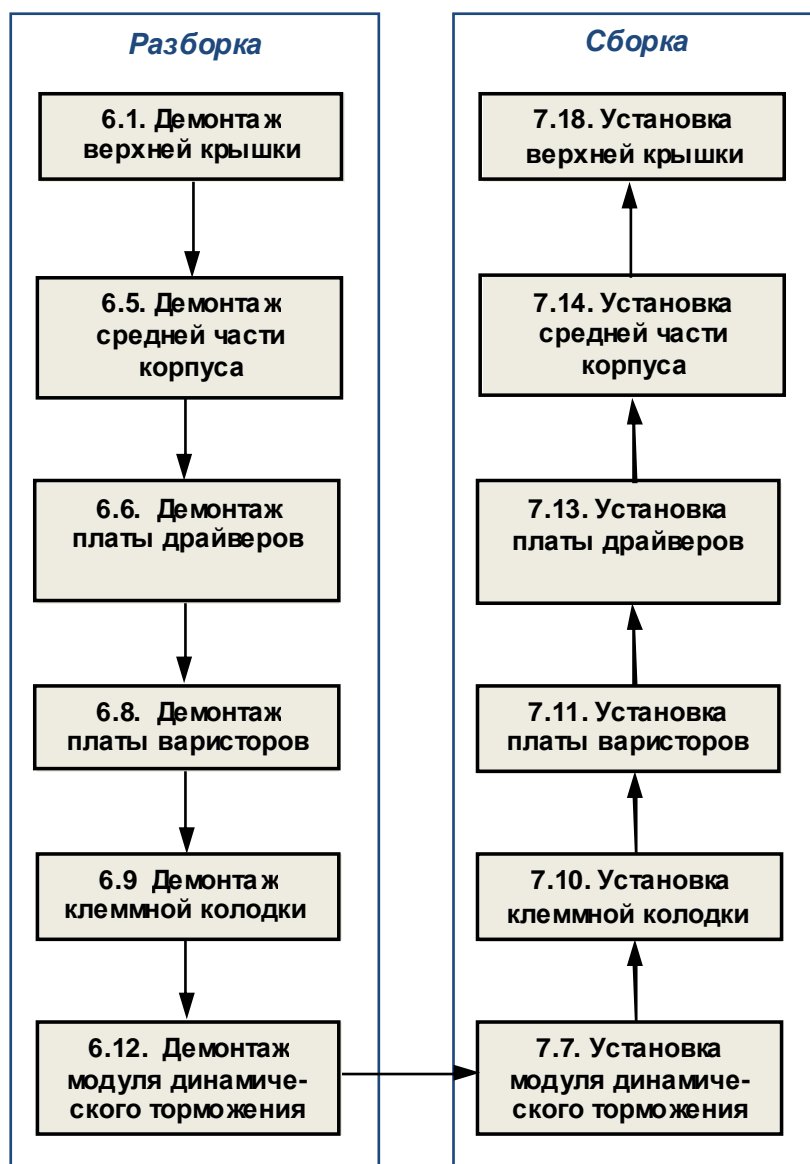 Разборка
6.1. Демонтаж
верхней крышки
6.5. Демонтаж
средней части
корпуса
6.6. Демонтаж
платы драйверов
6.8. Демонтаж
платы варисторов
6.9 Демонтаж
клеммной колодки
6.12. Демонтаж
модуля динамиче-
ского торможения
Сборка
7.18. Установка
верхней крышки
7.14. Установка
средней части
корпуса
7.13. Установка
платы драйверов
7.11. Установка
платы варисторов
7.10. Установка
клеммной колодки
7.7. Установка
модуля динамиче-
ского торможения